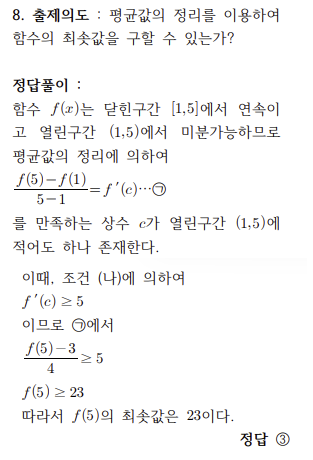 8. 출제의도 : 평균값의 정리를 이용하여
함수의 최솟값을 구할 수 있는가?
정답풀이 :
함수 f(x)는 닫힌구간 [1,5]에서 연속이
고 열린구간 (1,5)에서 미분가능하므로
평균값의 정리에 의하여
\frac{f(5)-f(1)}{5-1}=f'(c)⋯㉠
를 만족하는 상수 c가 열린구간 (1,5)에
적어도 하나 존재한다.
이때, 조건 (나)에 의하여
f'(c) ≥ 5
이므로 ㉠에서
\frac{f(5)-3}{4} ≥ 5
f(5) ≥ 23
따라서 f(5)의 최솟값은 23이다.
정답 ③